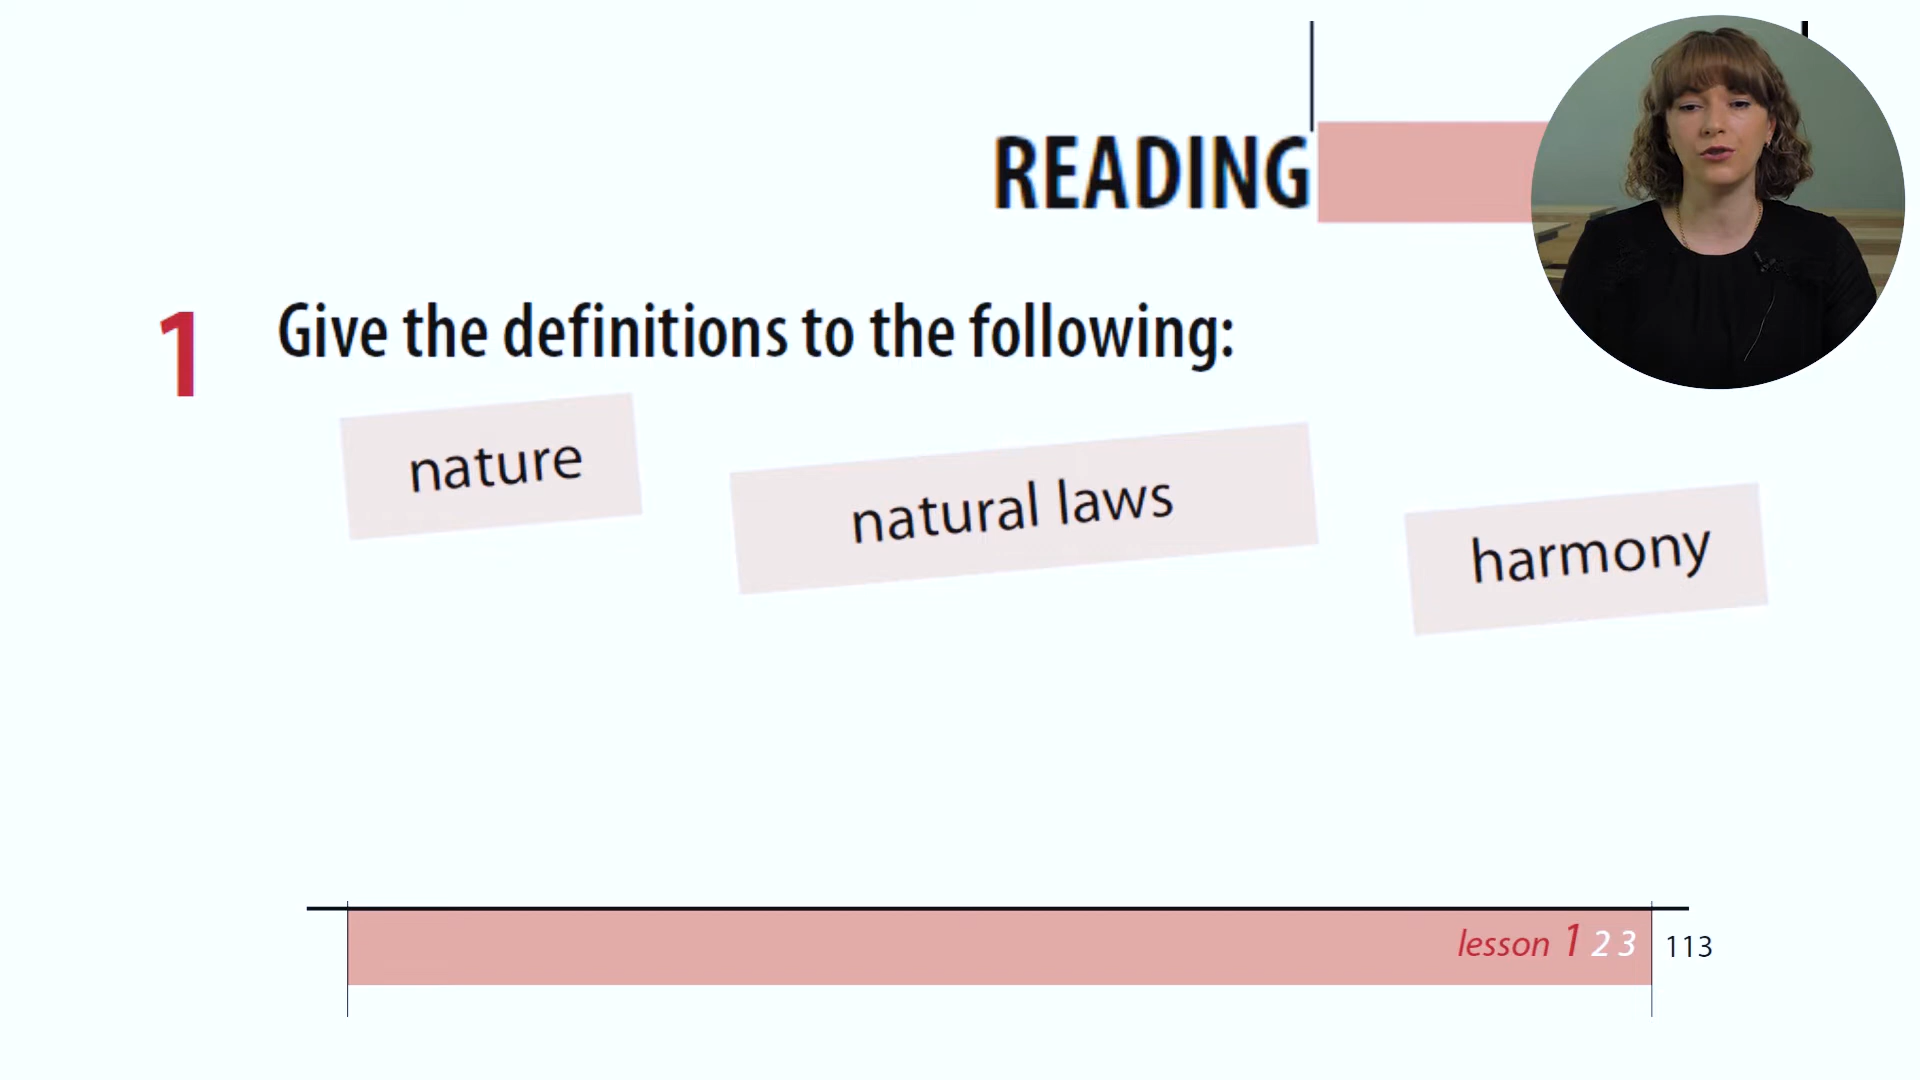 READING
1 Give the definitions to the following:
nature
natural laws
harmony
lesson 1 2 3 113